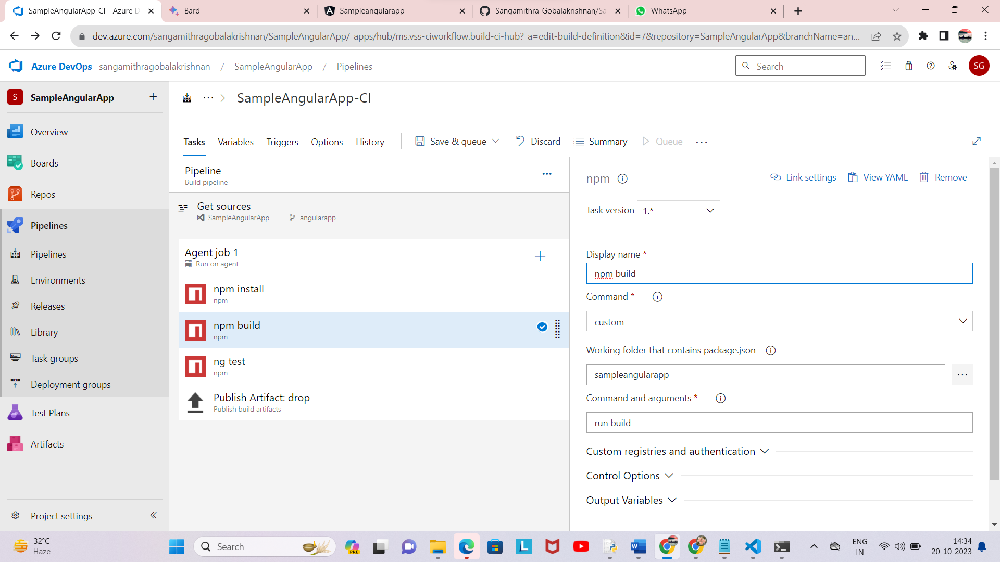 SampleAngularApp-CI - Azure D
Bard
Sampleangularapp
Sangamithra-Gobalakrishnan/Sa
WhatsApp
dev.azure.com/sangamithragobalakrishnan/SampleAngularApp/_apps/hub/ms.vss-ciworkflow.build-ci-hub?_a=edit-build-definition&id=7&repository=SampleAngularApp&branchName=an...
Azure DevOps sangamithragobalakrishnan / SampleAngularApp / Pipelines
Search
SG
S SampleAngularApp
Overview
Boards
Repos
Pipelines
Pipelines
Environments
Releases
Library
Task groups
Deployment groups
Test Plans
Artifacts
Project settings
SampleAngularApp-CI
Tasks Variables Triggers Options History Save & queue Discard Summary Queue
Pipeline
Build pipeline
Get sources
SampleAngularApp angularapp
Agent job 1
Run on agent
npm install
npm
npm build
npm
ng test
npm
Publish Artifact: drop
Publish build artifacts
npm
Link settings View YAML Remove
Task version 1.*
Display name *
npm build
Command *
custom
Working folder that contains package.json
sampleangularapp
Command and arguments *
run build
Custom registries and authentication
Control Options
Output Variables
32°C
Haze
Search
PRE
L
ENG
IN
14:34
20-10-2023